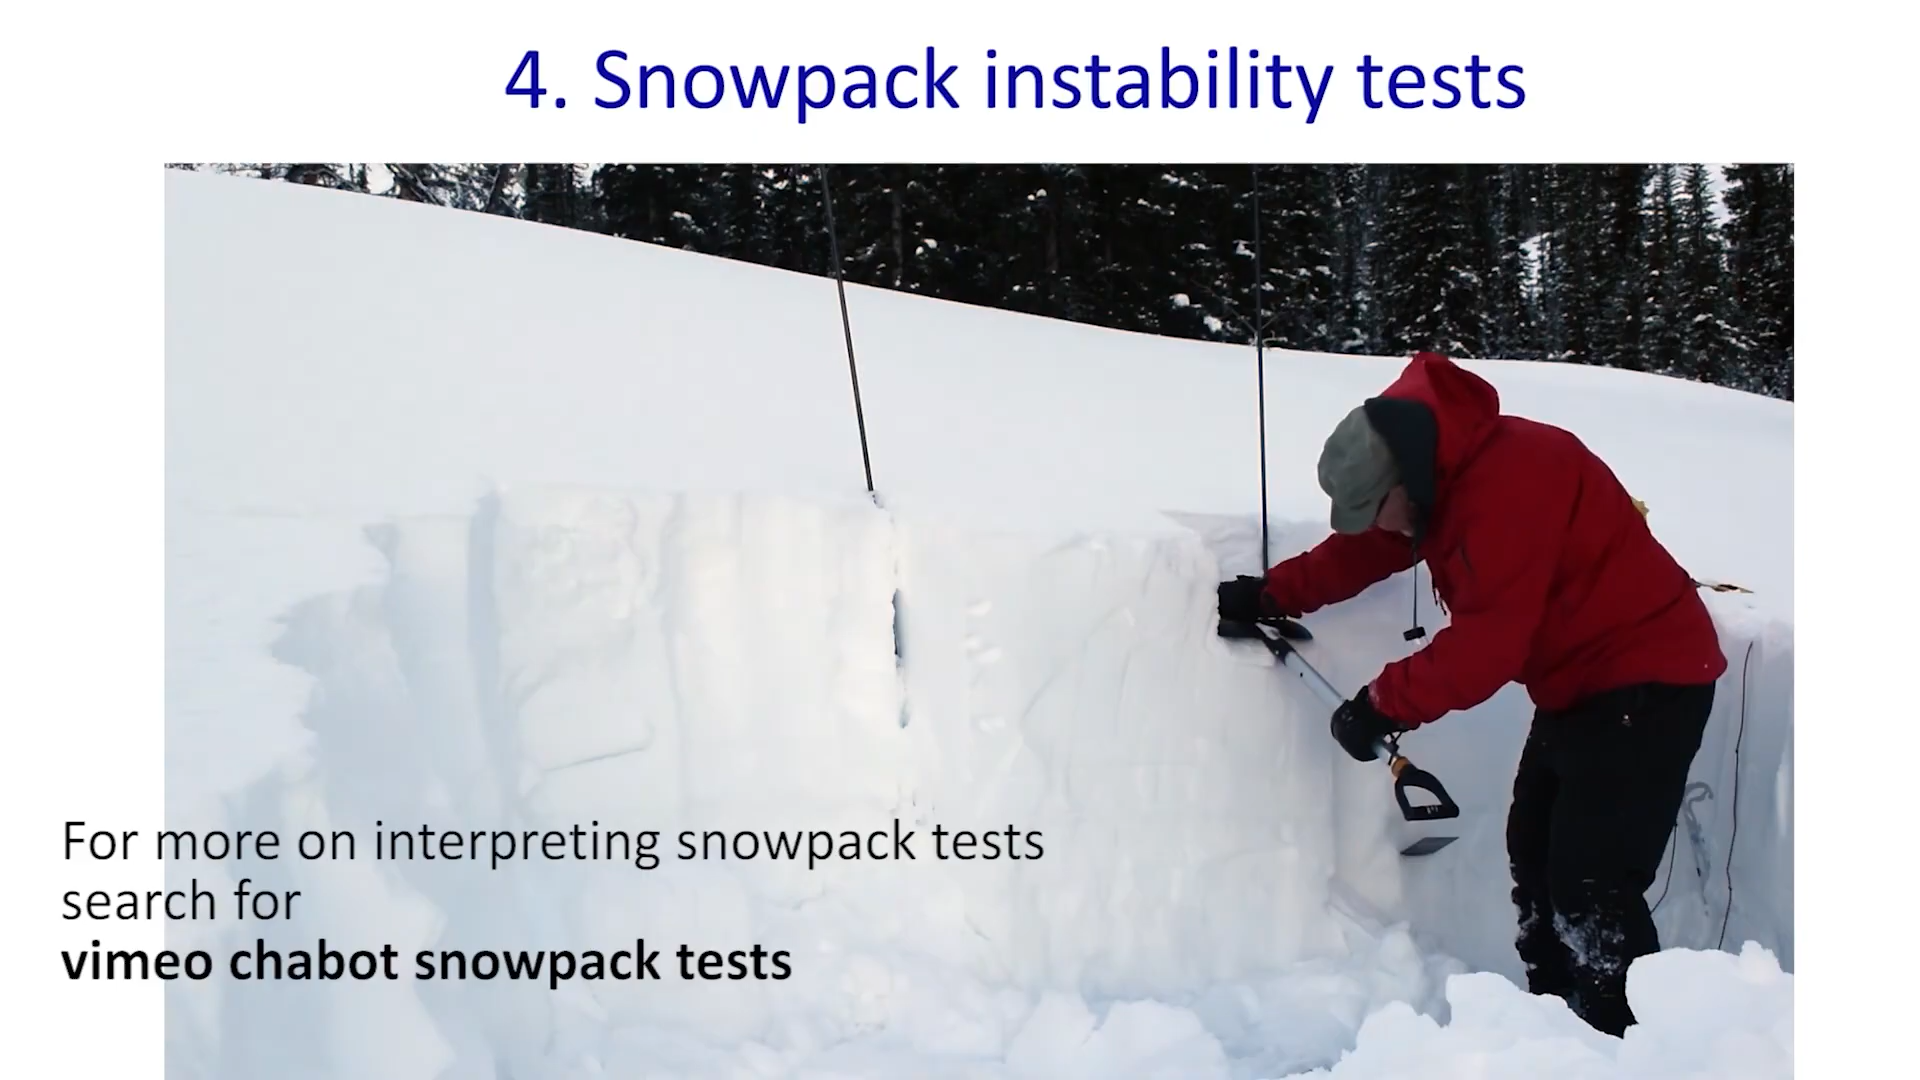 4. Snowpack instability tests
For more on interpreting snowpack tests
search for
vimeo chabot snowpack tests